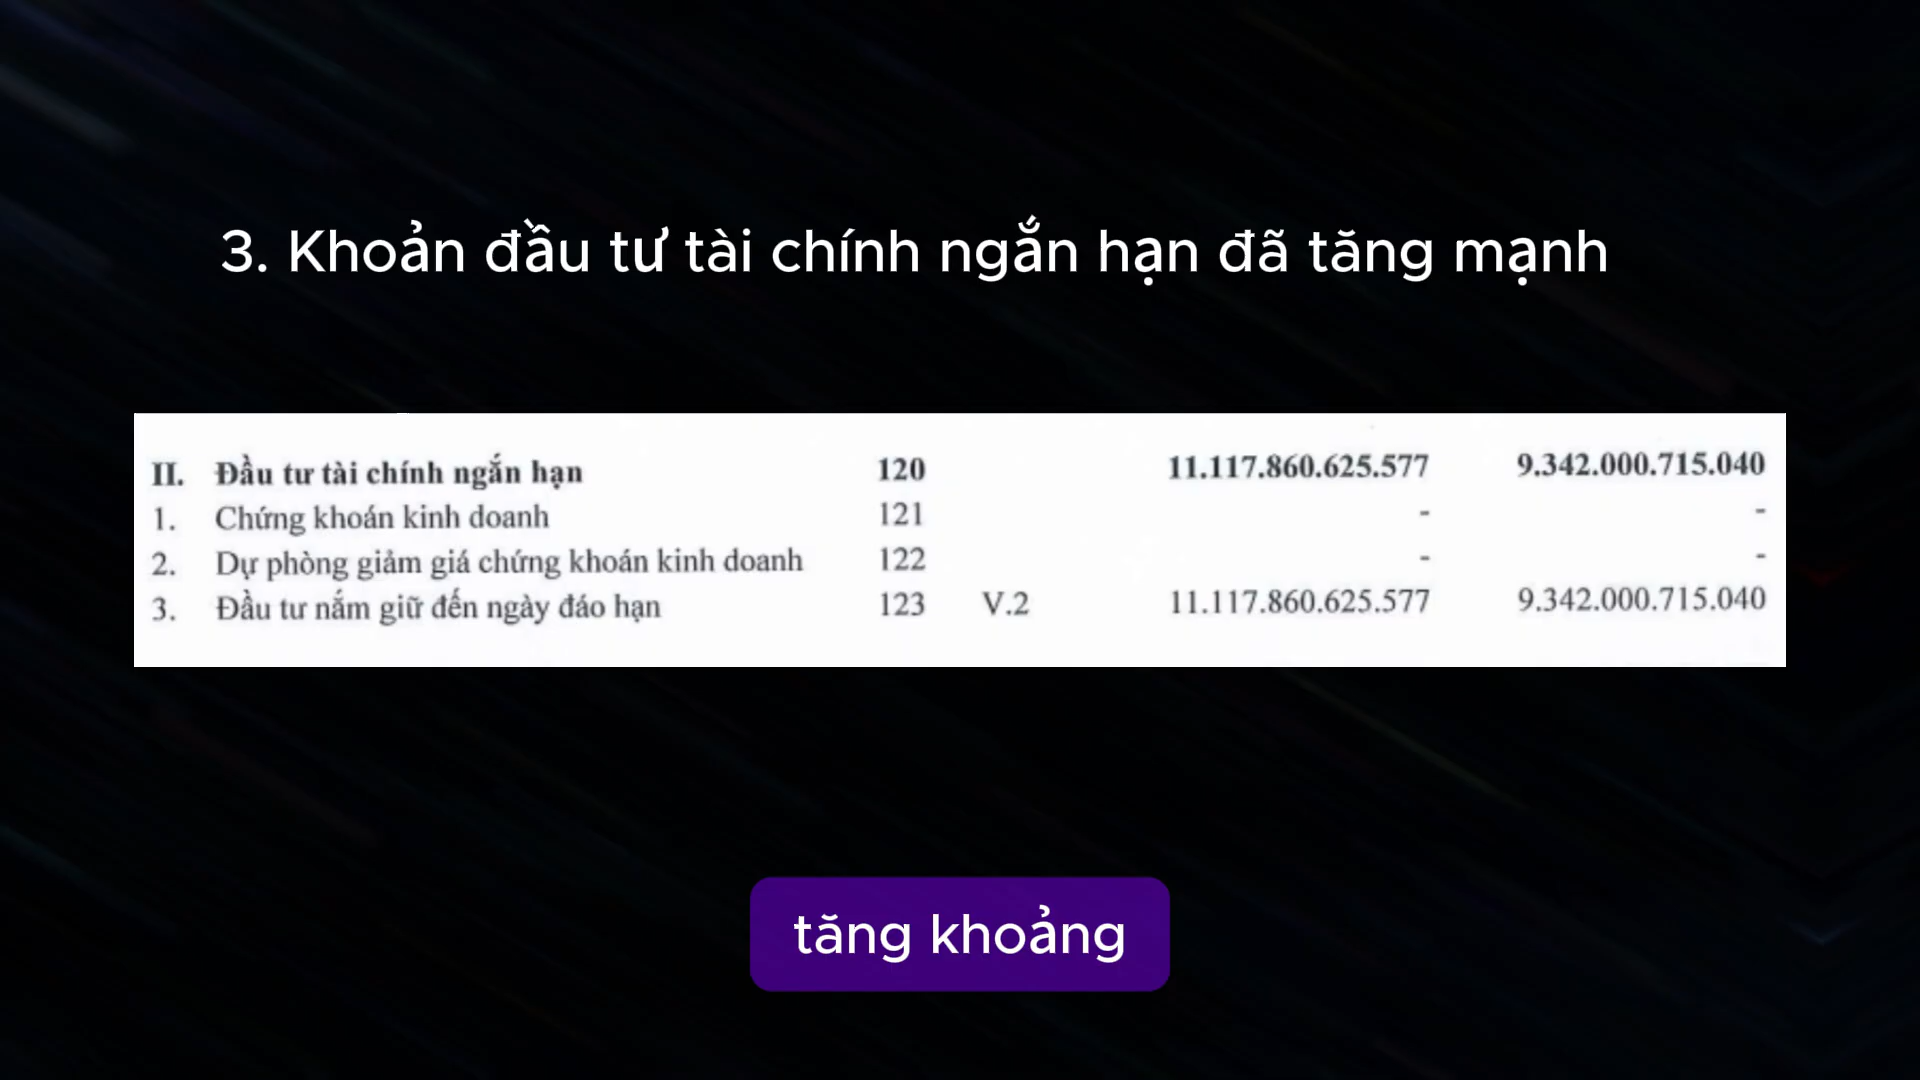 3. Khoản đầu tư tài chính ngắn hạn đã tăng mạnh
II. Đầu tư tài chính ngắn hạn 120 11.117.860.625.577 9.342.000.715.040
1. Chứng khoán kinh doanh 121 - -
2. Dự phòng giảm giá chứng khoán kinh doanh 122 - -
3. Đầu tư nắm giữ đến ngày đáo hạn 123 V.2 11.117.860.625.577 9.342.000.715.040
tăng khoảng